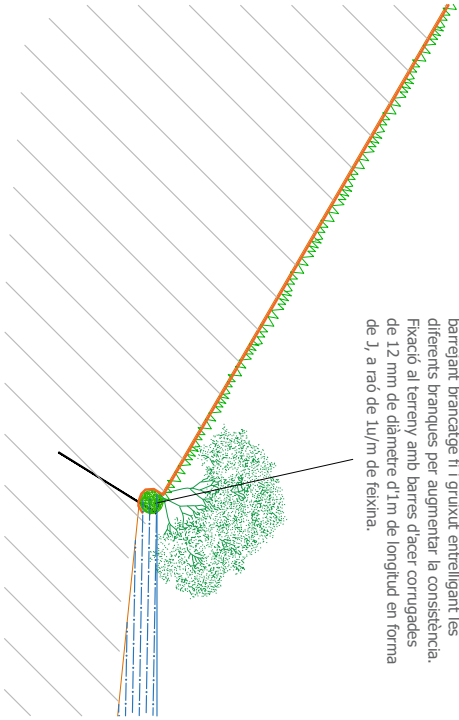 barrejant brancatge fi i gruixut entrelligant les
diferents branques per augmentar la consistència.
Fixació al terreny amb barres d'acer corrugades
de 12 mm de diàmetre d'1m de longitud en forma
de J, a raó de 1u/m de feixina.